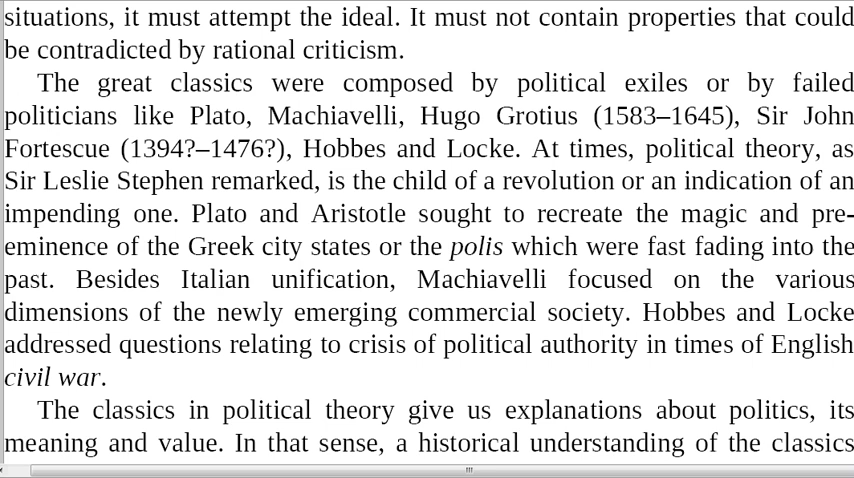 situations, it must attempt the ideal. It must not contain properties that could
be contradicted by rational criticism.
The great classics were composed by political exiles or by failed
politicians like Plato, Machiavelli, Hugo Grotius (1583–1645), Sir John
Fortescue (1394?–1476?), Hobbes and Locke. At times, political theory, as
Sir Leslie Stephen remarked, is the child of a revolution or an indication of an
impending one. Plato and Aristotle sought to recreate the magic and pre-
eminence of the Greek city states or the polis which were fast fading into the
past. Besides Italian unification, Machiavelli focused on the various
dimensions of the newly emerging commercial society. Hobbes and Locke
addressed questions relating to crisis of political authority in times of English
civil war.
The classics in political theory give us explanations about politics, its
meaning and value. In that sense, a historical understanding of the classics